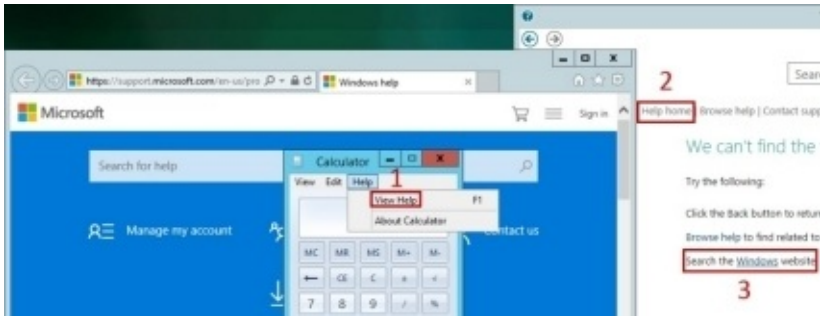 https://support.microsoft.com/en-us/pro
Windows help
Microsoft
Sign in
Search for help
Manage my account
Contact us
Calculator
View Edit Help
1
View Help F1
About Calculator
MC MR MS M+ M-
← CE C ± √
7 8 9 / %
2
Sear
Help home | Browse help | Contact supp
We can't find the
Try the following:
Click the Back button to return
Browse help to find related to
Search the Windows website
3